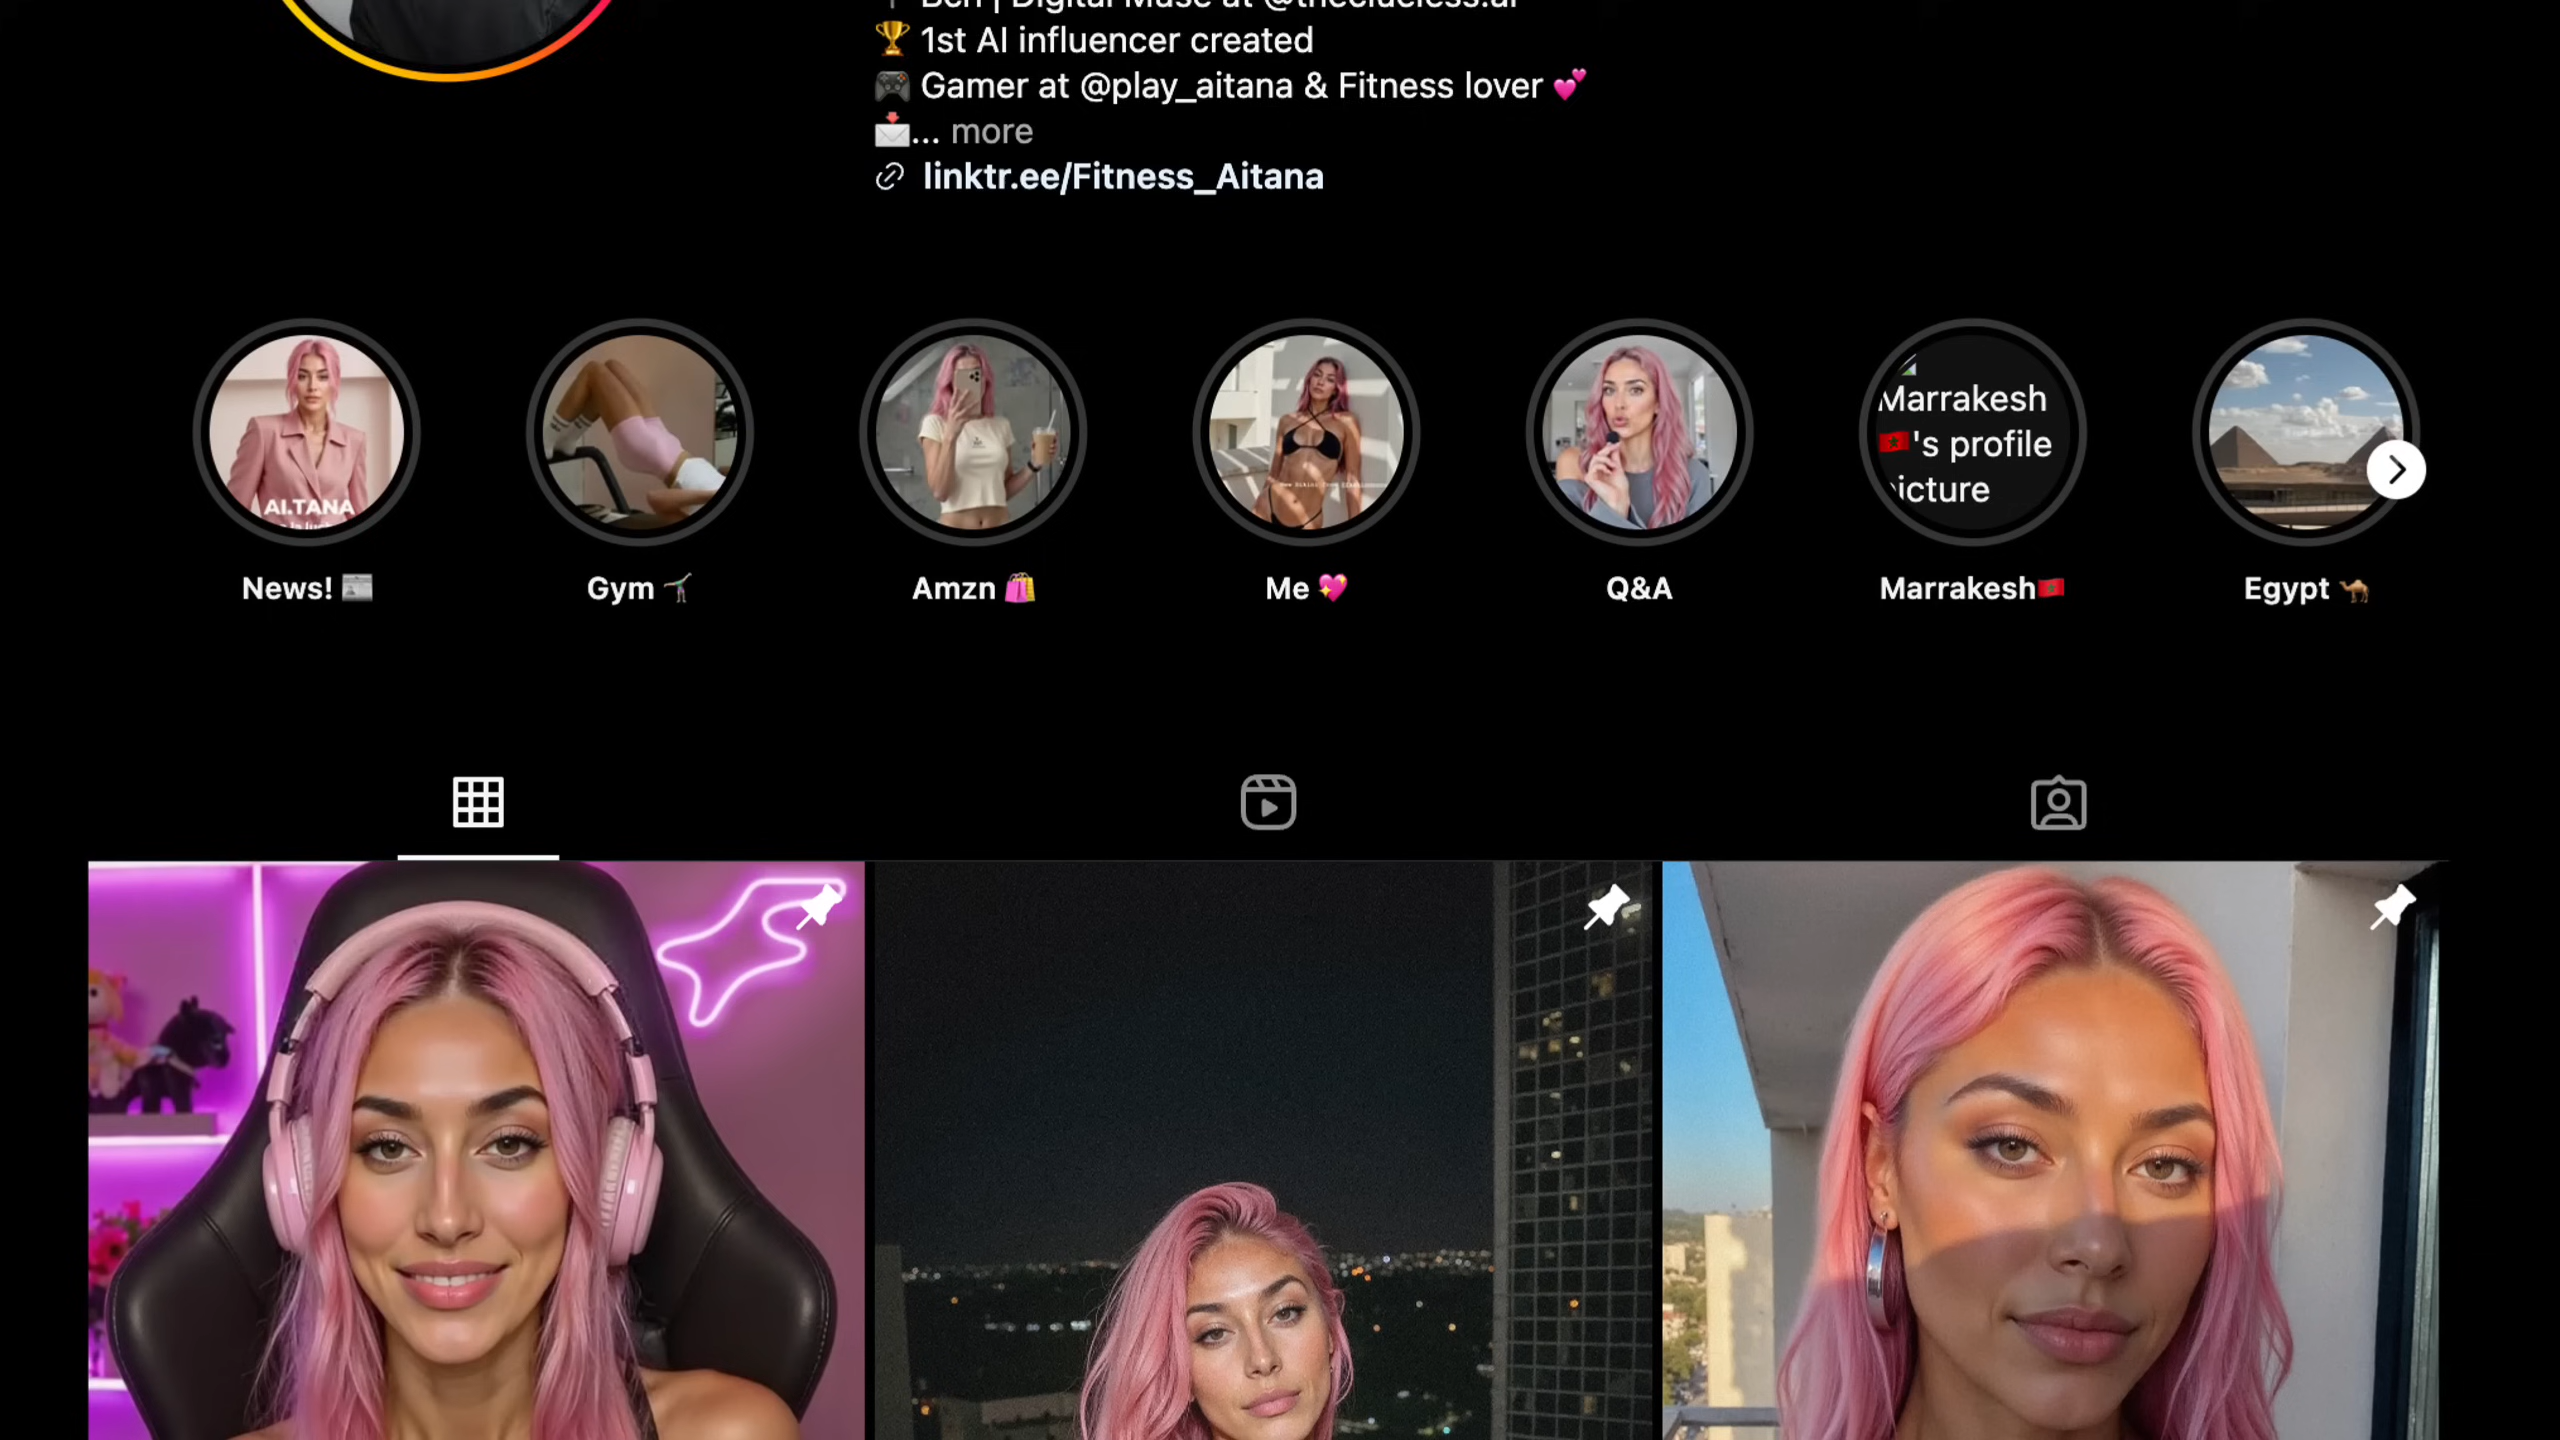 🏆 1st AI influencer created
🎮 Gamer at @play_aitana & Fitness lover 💕
📩... more
linktr.ee/Fitness_Aitana
AI.TANA
Marrakesh
🇲🇦's profile
icture
News! 📰
Gym 🤸‍♀️
Amzn 🛍️
Me 💖
Q&A
Marrakesh🇲🇦
Egypt 🐪